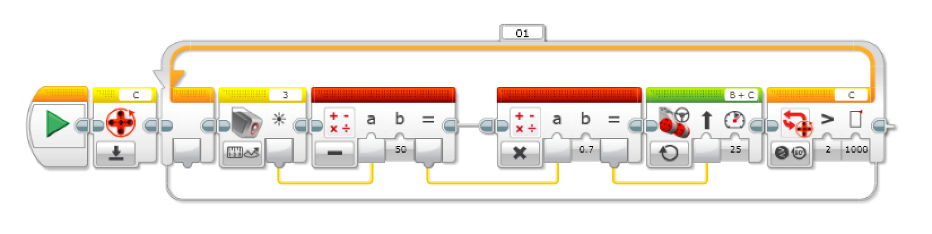 01
C
3
B + C
C
+ -
× ÷
a b =
+ -
× ÷
a b =
>
50
0.7
25
2
1000